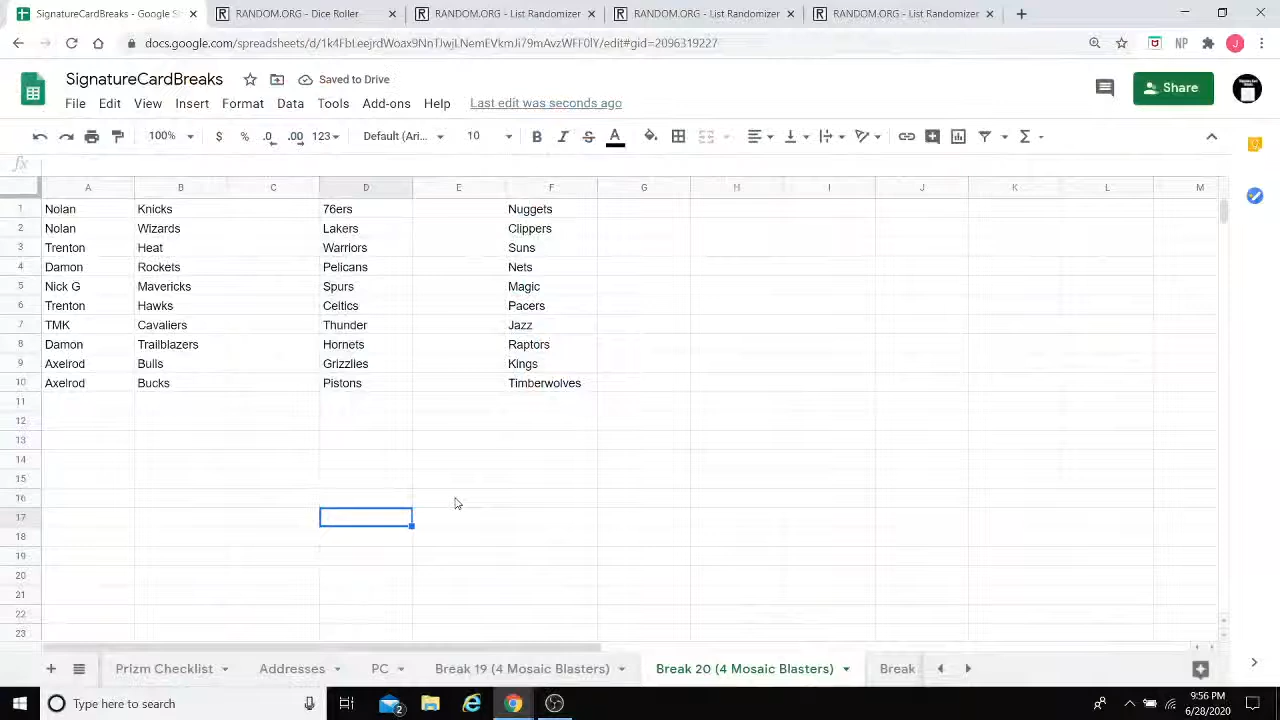 SignatureCardBreaks - Google S
RANDOM.ORG - Dice Roller
RANDOM.ORG - List Randomizer
RANDOM.ORG - List Randomizer
RANDOM.ORG - List Randomizer
NP
J
SignatureCardBreaks
Saved to Drive
File Edit View Insert Format Data Tools Add-ons Help Last edit was seconds ago
Share
100% $ % .0 .00 123 Default (Ari... 10 B I S A Σ
fx
A B C D E F G H I J K L M
1 Nolan Knicks 76ers Nuggets
2 Nolan Wizards Lakers Clippers
3 Trenton Heat Warriors Suns
4 Damon Rockets Pelicans Nets
5 Nick G Mavericks Spurs Magic
6 Trenton Hawks Celtics Pacers
7 TMK Cavaliers Thunder Jazz
8 Damon Trailblazers Hornets Raptors
9 Axelrod Bulls Grizzlies Kings
10 Axelrod Bucks Pistons Timberwolves
11
12
13
14
15
16
17
18
19
20
21
22
23
Prizm Checklist Addresses PC Break 19 (4 Mosaic Blasters) Break 20 (4 Mosaic Blasters) Break
Type here to search
2
9:56 PM
6/28/2020